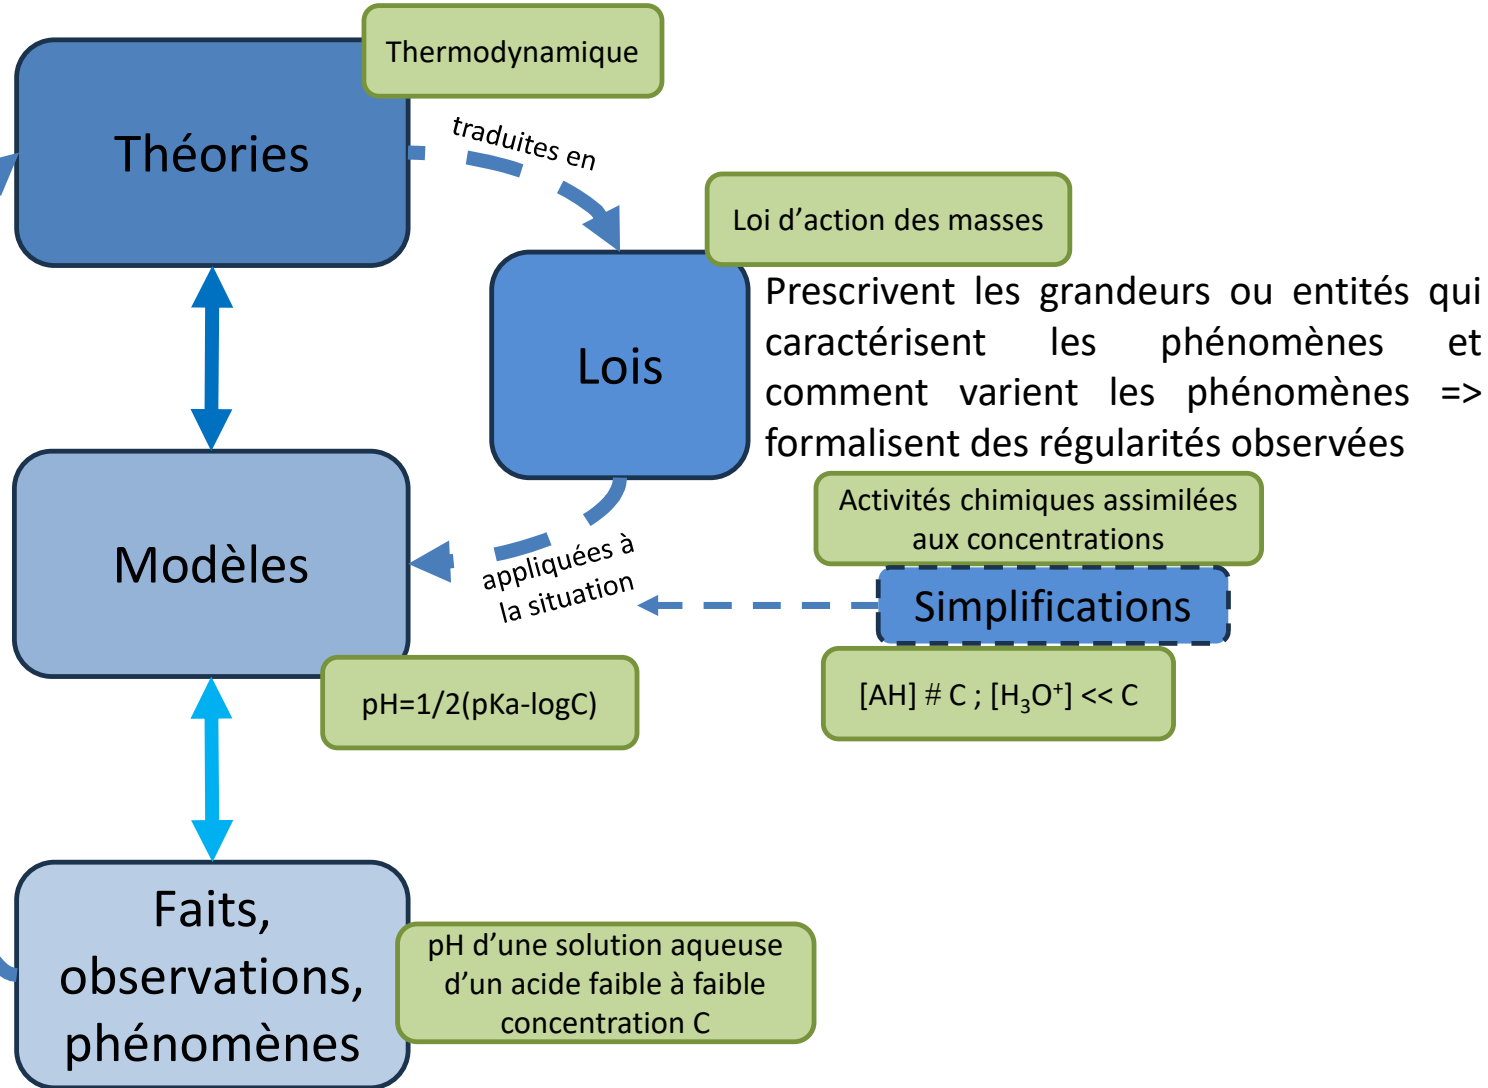 Thermodynamique
Théories
traduites en
Loi d’action des masses
Lois
Prescrivent les grandeurs ou entités qui
caractérisent les phénomènes et
comment varient les phénomènes =>
formalisent des régularités observées
Activités chimiques assimilées
aux concentrations
Modèles
appliquées à
la situation
Simplifications
[AH] # C ; [H₃O⁺] << C
pH=1/2(pKa-logC)
Faits,
observations,
phénomènes
pH d’une solution aqueuse
d’un acide faible à faible
concentration C